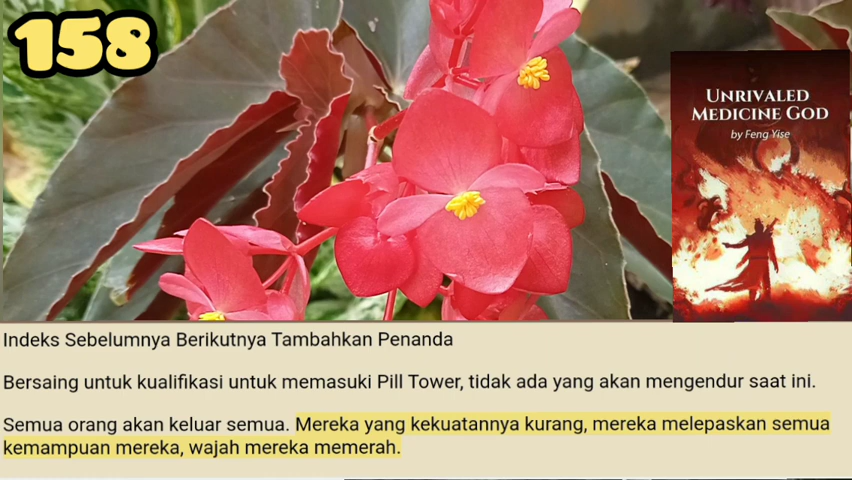 158
UNRIVALED
MEDICINE GOD
by Feng Yise
Indeks Sebelumnya Berikutnya Tambahkan Penanda
Bersaing untuk kualifikasi untuk memasuki Pill Tower, tidak ada yang akan mengendur saat ini.
Semua orang akan keluar semua. Mereka yang kekuatannya kurang, mereka melepaskan semua
kemampuan mereka, wajah mereka memerah.